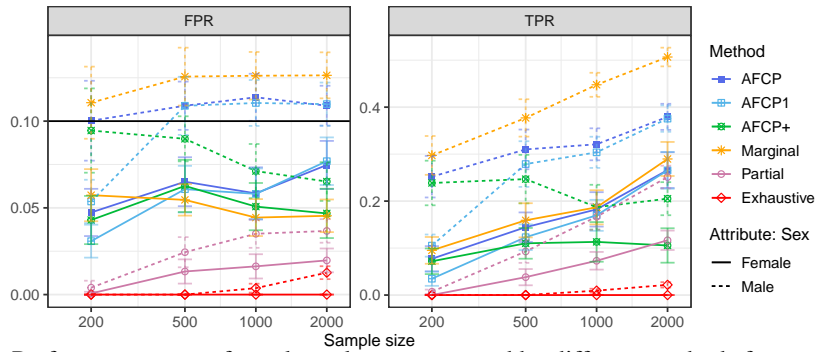 FPR
TPR
0.10
0.05
0.00
0.4
0.2
0.0
200 500 1000 2000
200 500 1000 2000
Sample size
Method
AFCP
AFCP1
AFCP+
Marginal
Partial
Exhaustive
Attribute: Sex
Female
Male